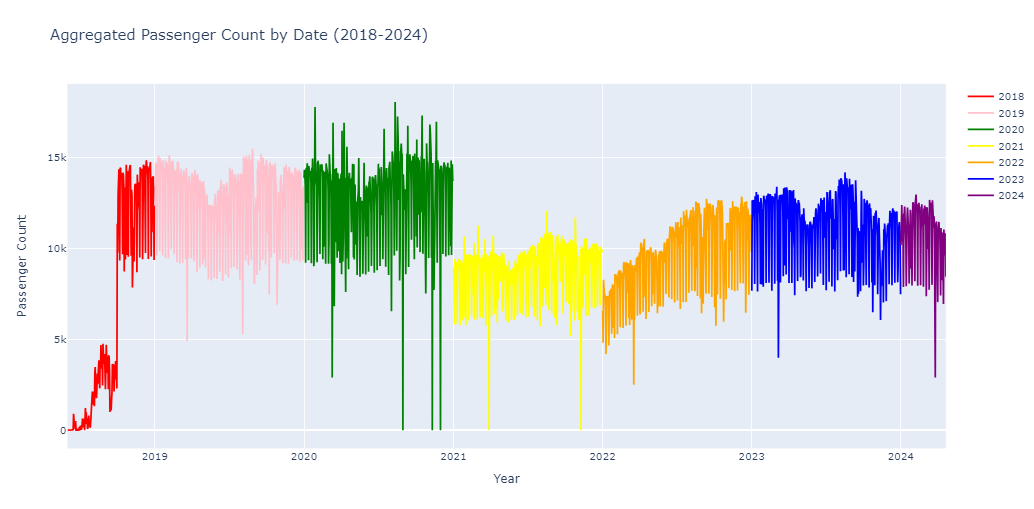 Aggregated Passenger Count by Date (2018-2024)
Passenger Count
15k
10k
5k
0
2019 2020 2021 2022 2023 2024
Year
2018
2019
2020
2021
2022
2023
2024